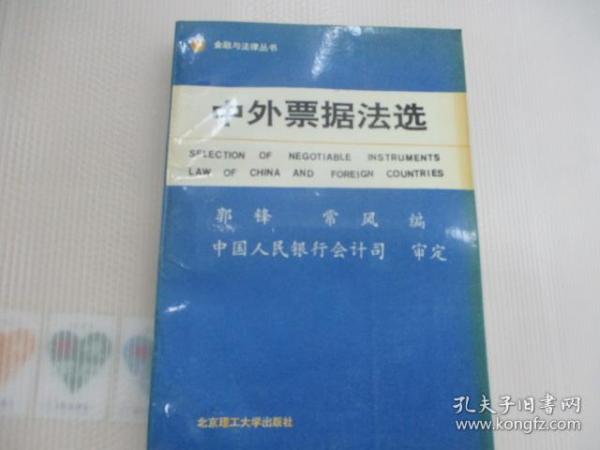 金融与法律丛书
中外票据法选
SELECTION OF NEGOTIABLE INSTRUMENTS
LAW OF CHINA AND FOREIGN COUNTRIES
郭锋 常风 编
中国人民银行会计司 审定
北京理工大学出版社
孔夫子旧书网
www.kongfz.com